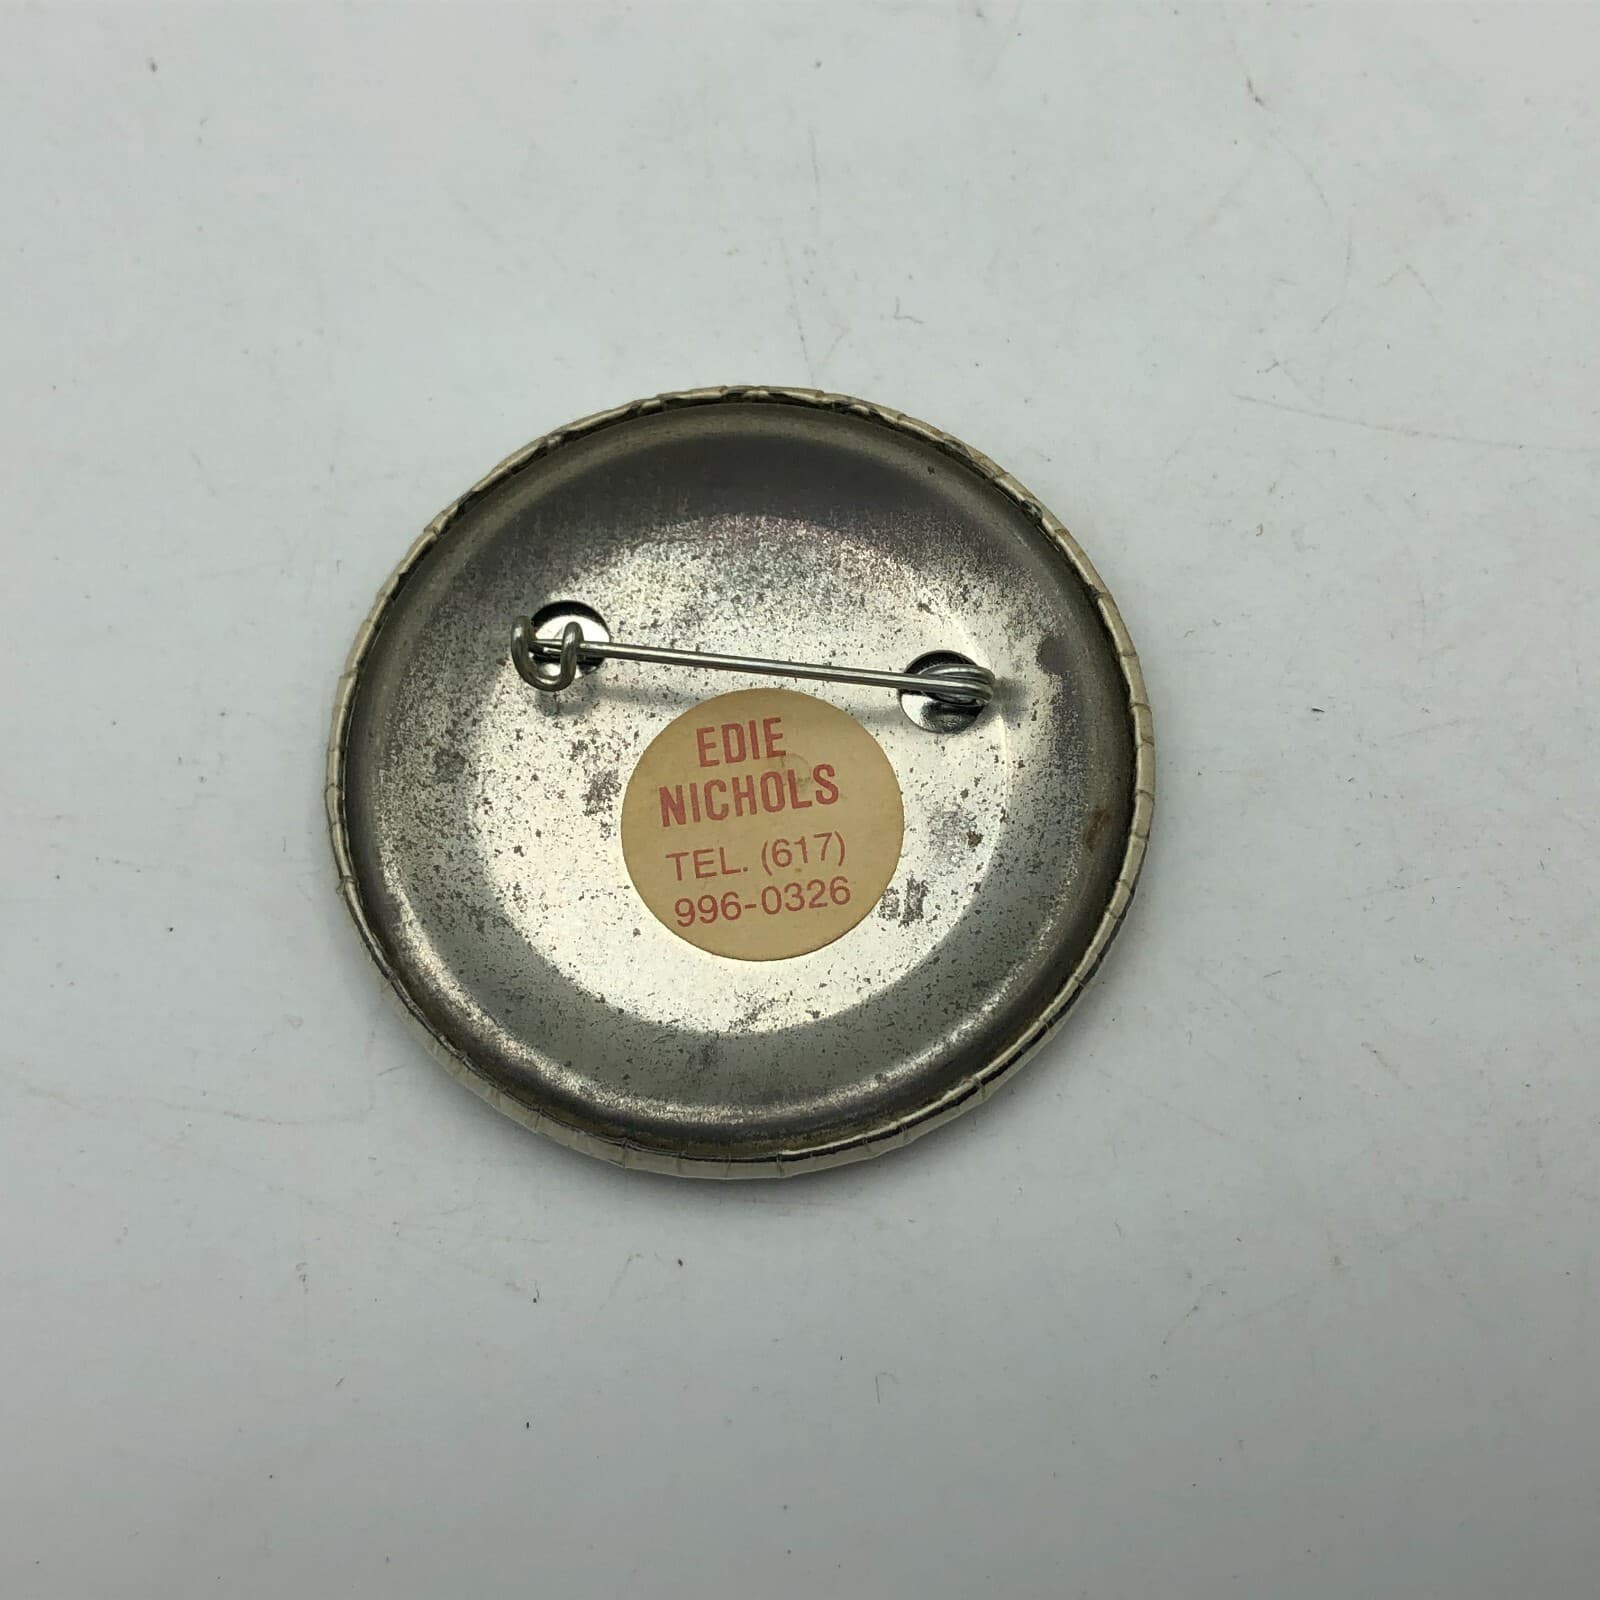 EDIE
NICHOLS
TEL. (617)
996-0326